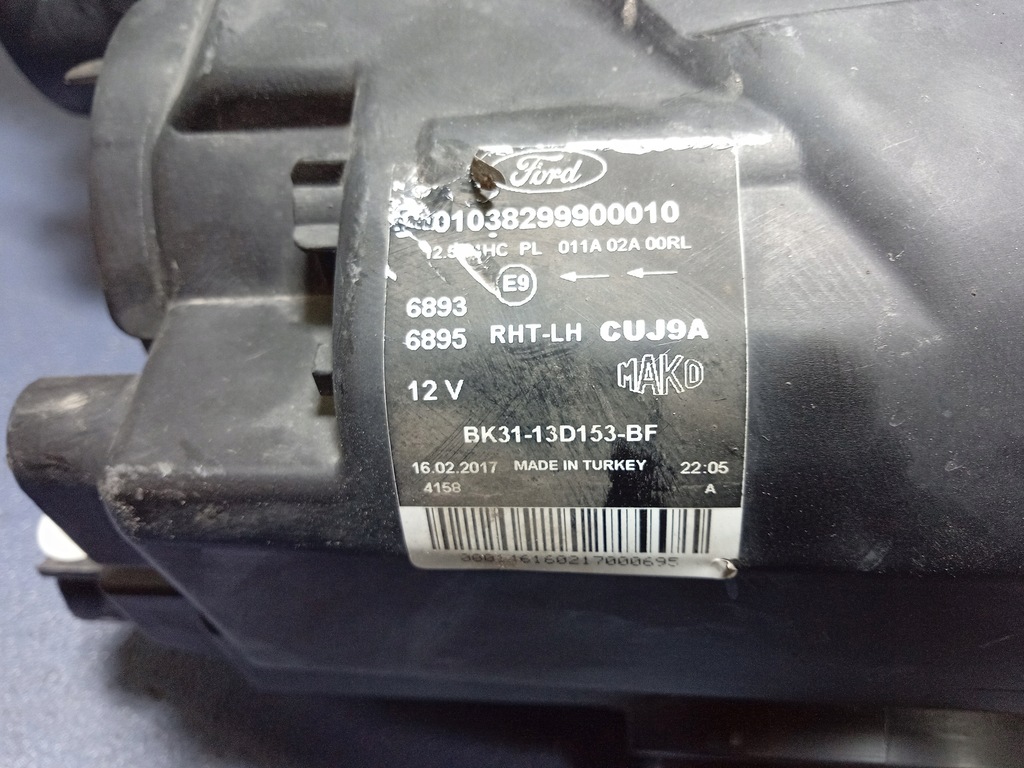 Ford
01038299900010
PL 011A 02A 00RL
E9
6893
6895 RHT-LH CUJ9A
12 V MAKO
BK31-13D153-BF
16.02.2017 MADE IN TURKEY 22:05
4158 A